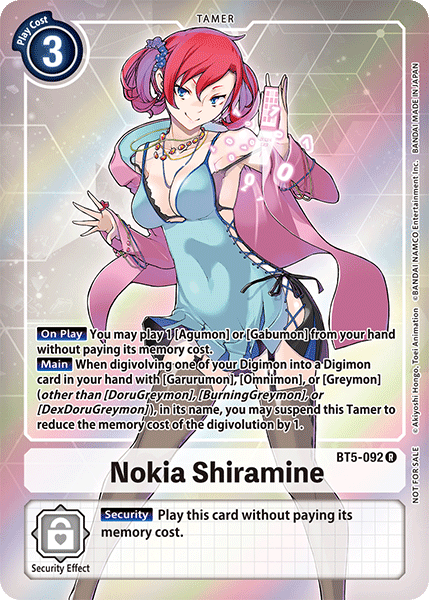 TAMER
Play Cost
3
On Play You may play 1 [Agumon] or [Gabumon] from your hand
without paying its memory cost.
Main When digivolving one of your Digimon into a Digimon
card in your hand with [Garurumon], [Omnimon], or [Greymon]
(other than [DoruGreymon], [BurningGreymon], or
[DexDoruGreymon]), in its name, you may suspend this Tamer to
reduce the memory cost of the digivolution by 1.
BT5-092 R
Nokia Shiramine
Security Play this card without paying its
memory cost.
Security Effect
NOT FOR SALE ©Akiyoshi Hongo, Toei Animation ©BANDAI NAMCO Entertainment Inc. BANDAI MADE IN JAPAN